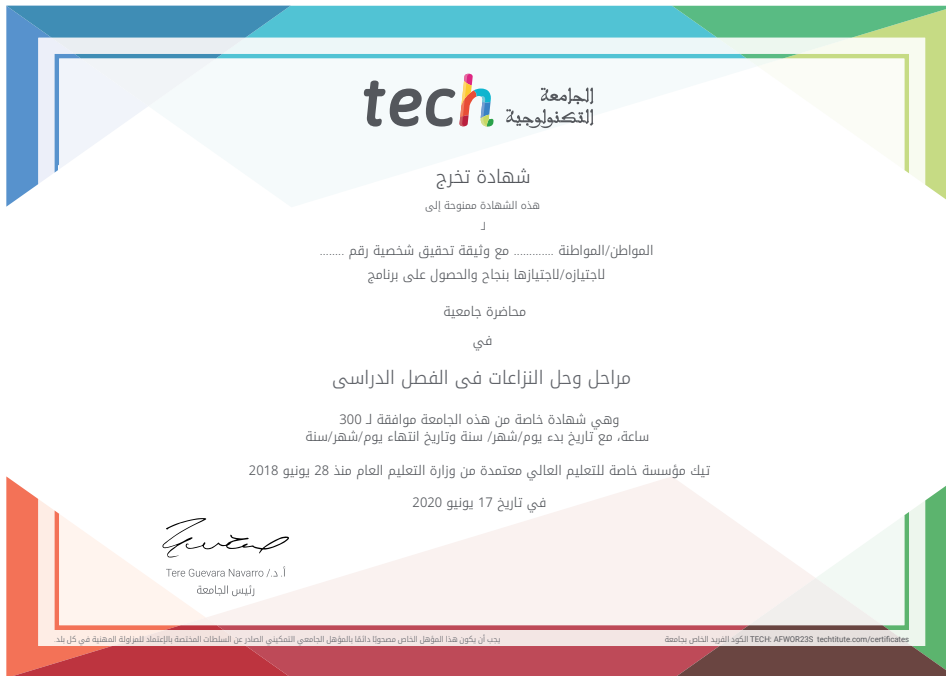 tech الجامعة
التكنولوجية
شهادة تخرج
هذه الشهادة ممنوحة إلى
لـ
المواطن/المواطنة ............ مع وثيقة تحقيق شخصية رقم ........
لاجتيازه/لاجتيازها بنجاح والحصول على برنامج
محاضرة جامعية
في
مراحل وحل النزاعات فى الفصل الدراسى
وهي شهادة خاصة من هذه الجامعة موافقة لـ 300
ساعة، مع تاريخ بدء يوم/شهر/ سنة وتاريخ انتهاء يوم/شهر/سنة
تيك مؤسسة خاصة للتعليم العالي معتمدة من وزارة التعليم العام منذ 28 يونيو 2018
في تاريخ 17 يونيو 2020
أ. د./ Tere Guevara Navarro
رئيس الجامعة
الكود الفريد الخاص بجامعة TECH: AFWOR23S techtitute.com/certificates
يجب أن يكون هذا المؤهل الخاص مصحوبًا دائمًا بالمؤهل الجامعي التمكيني الصادر عن السلطات المختصة بالإعتماد للمزاولة المهنية في كل بلد.